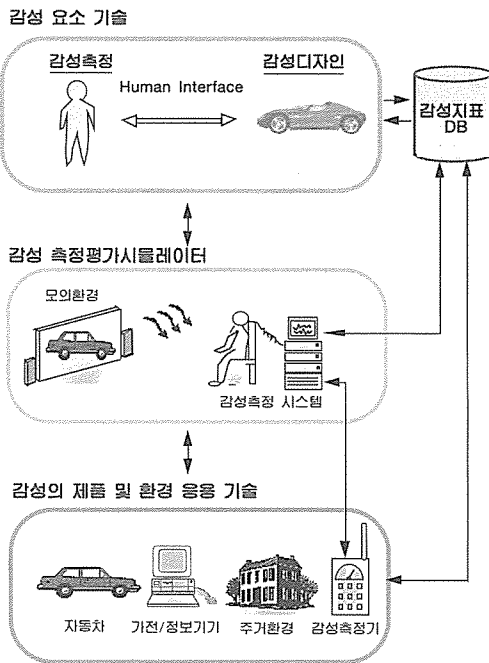 감성 요소 기술
감성측정
감성디자인
Human Interface
감성지표
DB
감성 측정평가시뮬레이터
모의환경
감성측정 시스템
감성의 제품 및 환경 응용 기술
자동차
가전/정보기기
주거환경
감성측정기